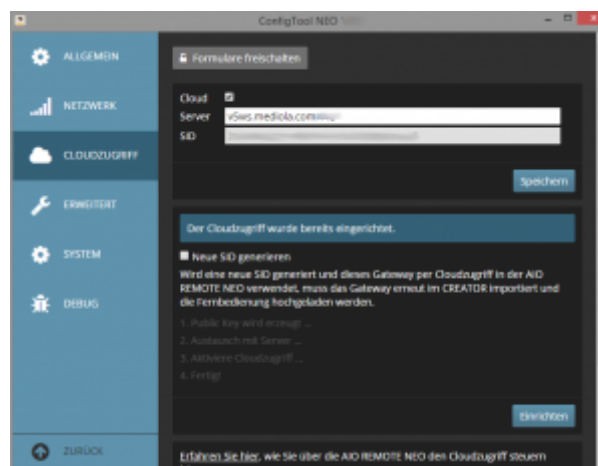 ConfigTool NEO
ALLGEMEIN
NETZWERK
CLOUDZUGRIFF
ERWEITERT
SYSTEM
DEBUG
ZURÜCK
Formulare freischalten
Cloud
Server v5ws.mediola.com
SID
Speichern
Der Cloudzugriff wurde bereits eingerichtet.
Neue SID generieren
Wird eine neue SID generiert und dieses Gateway per Cloudzugriff in der AIO
REMOTE NEO verwendet, muss das Gateway erneut im CREATOR importiert und
die Fernbedienung hochgeladen werden.
1. Public Key wird erzeugt ...
2. Austausch mit Server ...
3. Aktiviere Cloudzugriff ...
4. Fertig!
Einrichten
Erfahren Sie hier, wie Sie über die AIO REMOTE NEO den Cloudzugriff steuern